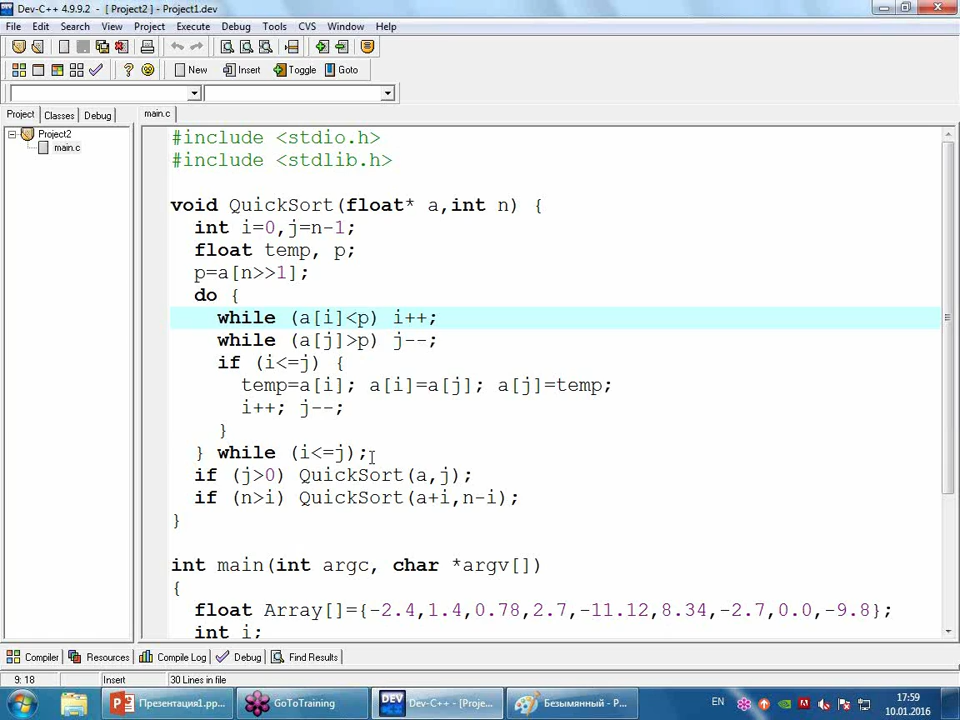 Dev-C++ 4.9.9.2 - [ Project2 ] - Project1.dev
File Edit Search View Project Execute Debug Tools CVS Window Help
New Insert Toggle Goto
Project Classes Debug main.c
Project2
main.c
#include <stdio.h>
#include <stdlib.h>
void QuickSort(float* a,int n) {
int i=0,j=n-1;
float temp, p;
p=a[n>>1];
do {
while (a[i]<p) i++;
while (a[j]>p) j--;
if (i<=j) {
temp=a[i]; a[i]=a[j]; a[j]=temp;
i++; j--;
}
} while (i<=j);
if (j>0) QuickSort(a,j);
if (n>i) QuickSort(a+i,n-i);
}
int main(int argc, char *argv[])
{
float Array[]={-2.4,1.4,0.78,2.7,-11.12,8.34,-2.7,0.0,-9.8};
int i;
Compiler Resources Compile Log Debug Find Results
9: 18 Insert 30 Lines in file
Презентация1.pp... GoToTraining Dev-C++ - [Proje... Безымянный - P... EN 17:59
10.01.2016